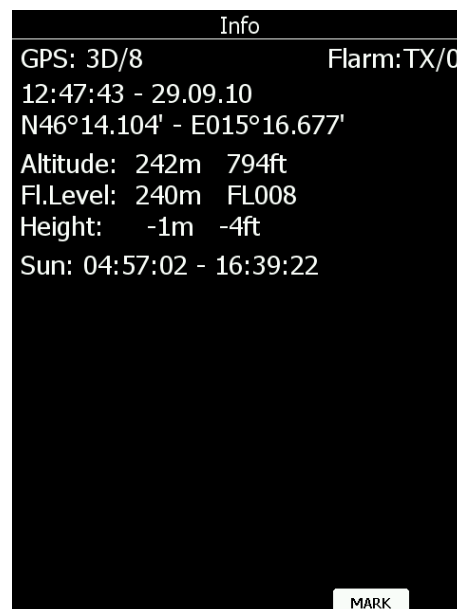 Info
GPS: 3D/8 Flarm:TX/0
12:47:43 - 29.09.10
N46°14.104' - E015°16.677'
Altitude: 242m 794ft
Fl.Level: 240m FL008
Height: -1m -4ft
Sun: 04:57:02 - 16:39:22
MARK